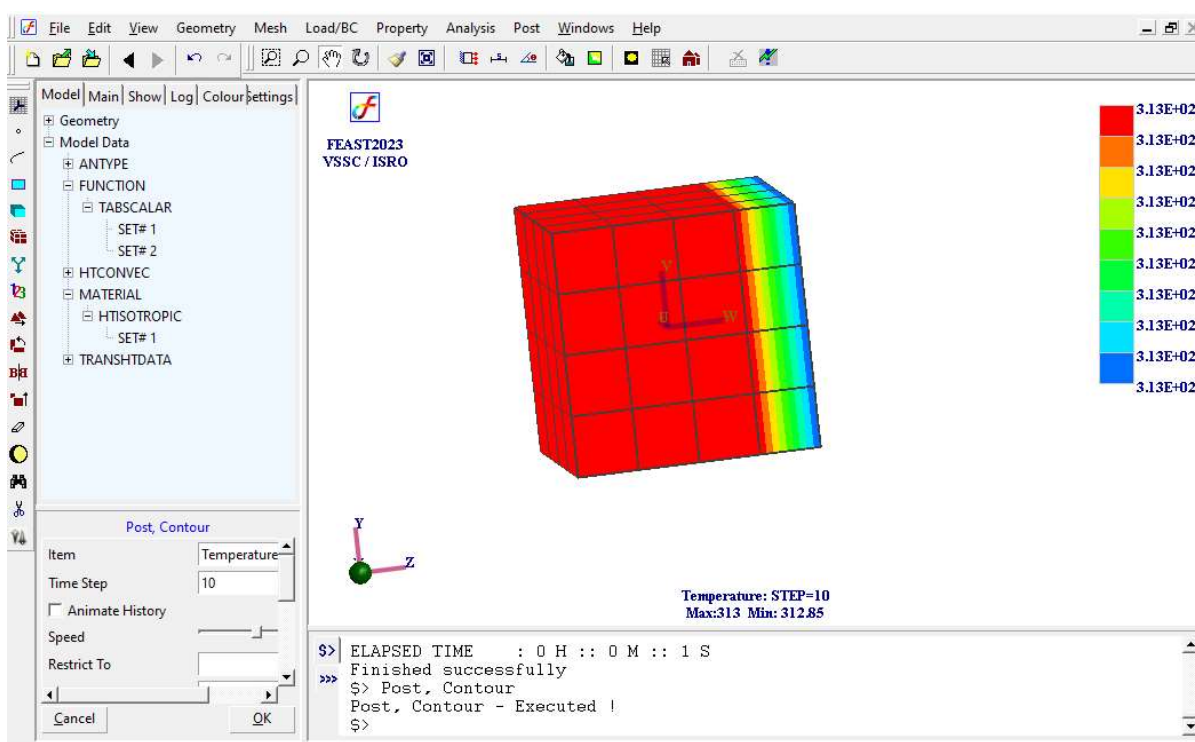 File Edit View Geometry Mesh Load/BC Property Analysis Post Windows Help
Model Main Show Log Colour Settings
Geometry
Model Data
ANTYPE
FUNCTION
TABSCALAR
SET# 1
SET# 2
HTCONVEC
MATERIAL
HTISOTROPIC
SET# 1
TRANSHTDATA
Post, Contour
Item Temperature
Time Step 10
Animate History
Speed
Restrict To
Cancel OK
FEAST2023
VSSC / ISRO
V
U W
3.13E+02
3.13E+02
3.13E+02
3.13E+02
3.13E+02
3.13E+02
3.13E+02
3.13E+02
3.13E+02
3.13E+02
Y
Z
Temperature: STEP=10
Max:313 Min: 312.85
$> ELAPSED TIME : 0 H :: 0 M :: 1 S
Finished successfully
>>> $> Post, Contour
Post, Contour - Executed !
$>